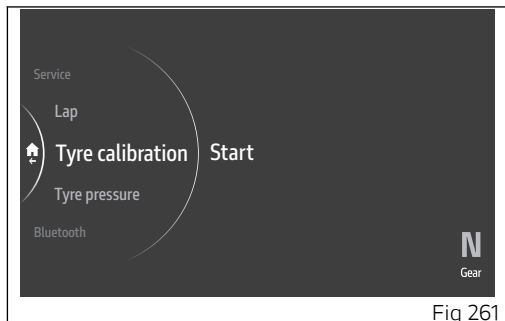 Service
Lap
Tyre calibration Start
Tyre pressure
Bluetooth
N
Gear
Fig 261